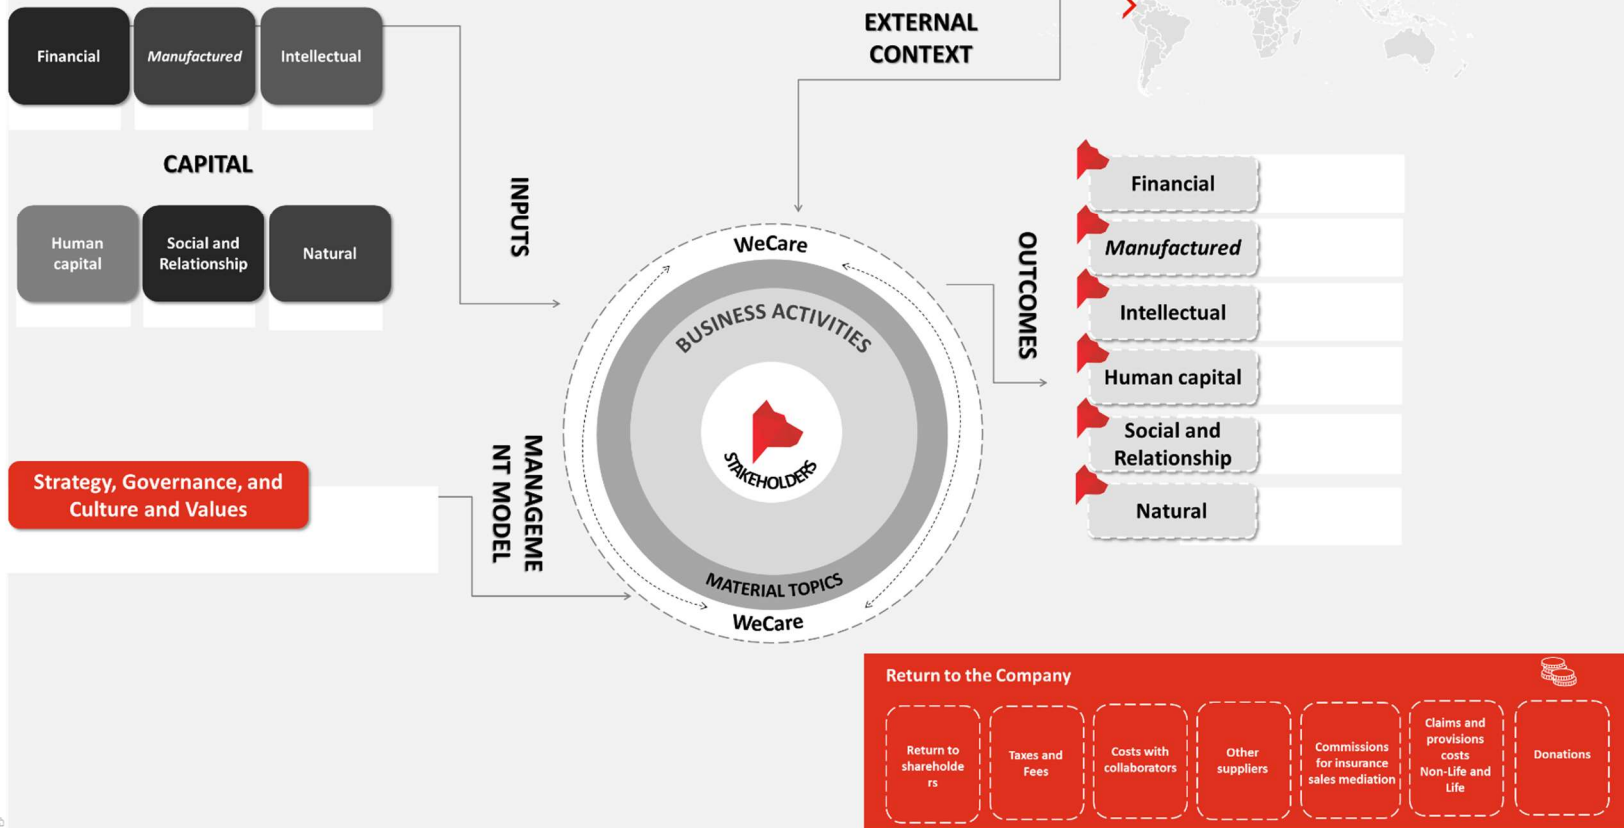 Financial
Manufactured
Intellectual
CAPITAL
Human
capital
Social and
Relationship
Natural
INPUTS
EXTERNAL
CONTEXT
Strategy, Governance, and
Culture and Values
MANAGEME
NT MODEL
WeCare
BUSINESS ACTIVITIES
STAKEHOLDERS
MATERIAL TOPICS
WeCare
OUTCOMES
Financial
Manufactured
Intellectual
Human capital
Social and
Relationship
Natural
Return to the Company
Return to
shareholde
rs
Taxes and
Fees
Costs with
collaborators
Other
suppliers
Commissions
for insurance
sales mediation
Claims and
provisions
costs
Non-Life and
Life
Donations